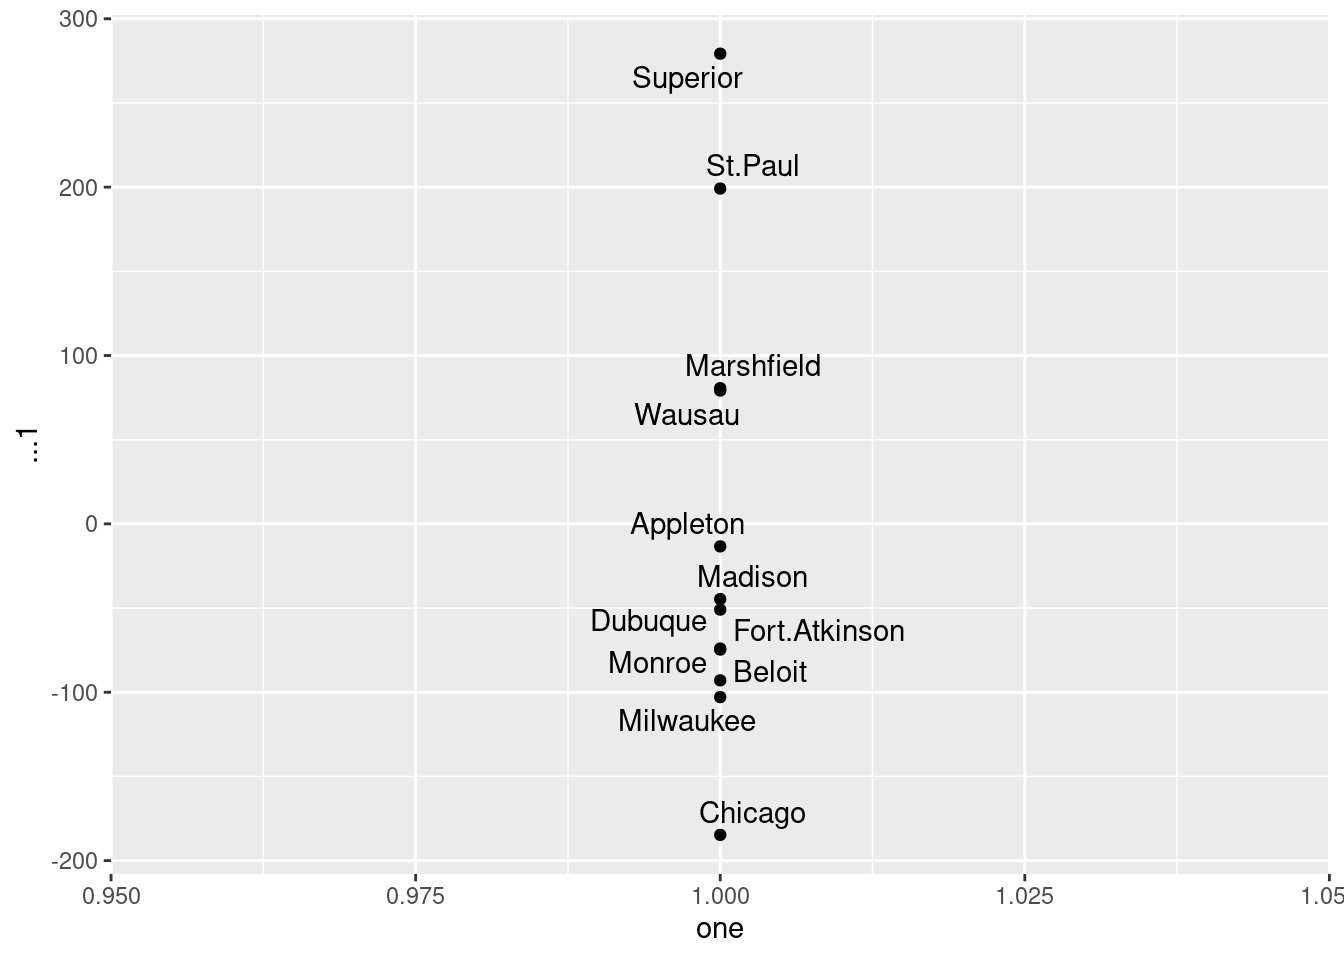 300
Superior
St.Paul
200
Marshfield
100
Wausau
...1
Appleton
0
Madison
Dubuque
Fort.Atkinson
Monroe
Beloit
-100
Milwaukee
Chicago
-200
0.950 0.975 1.000 1.025 1.05
one